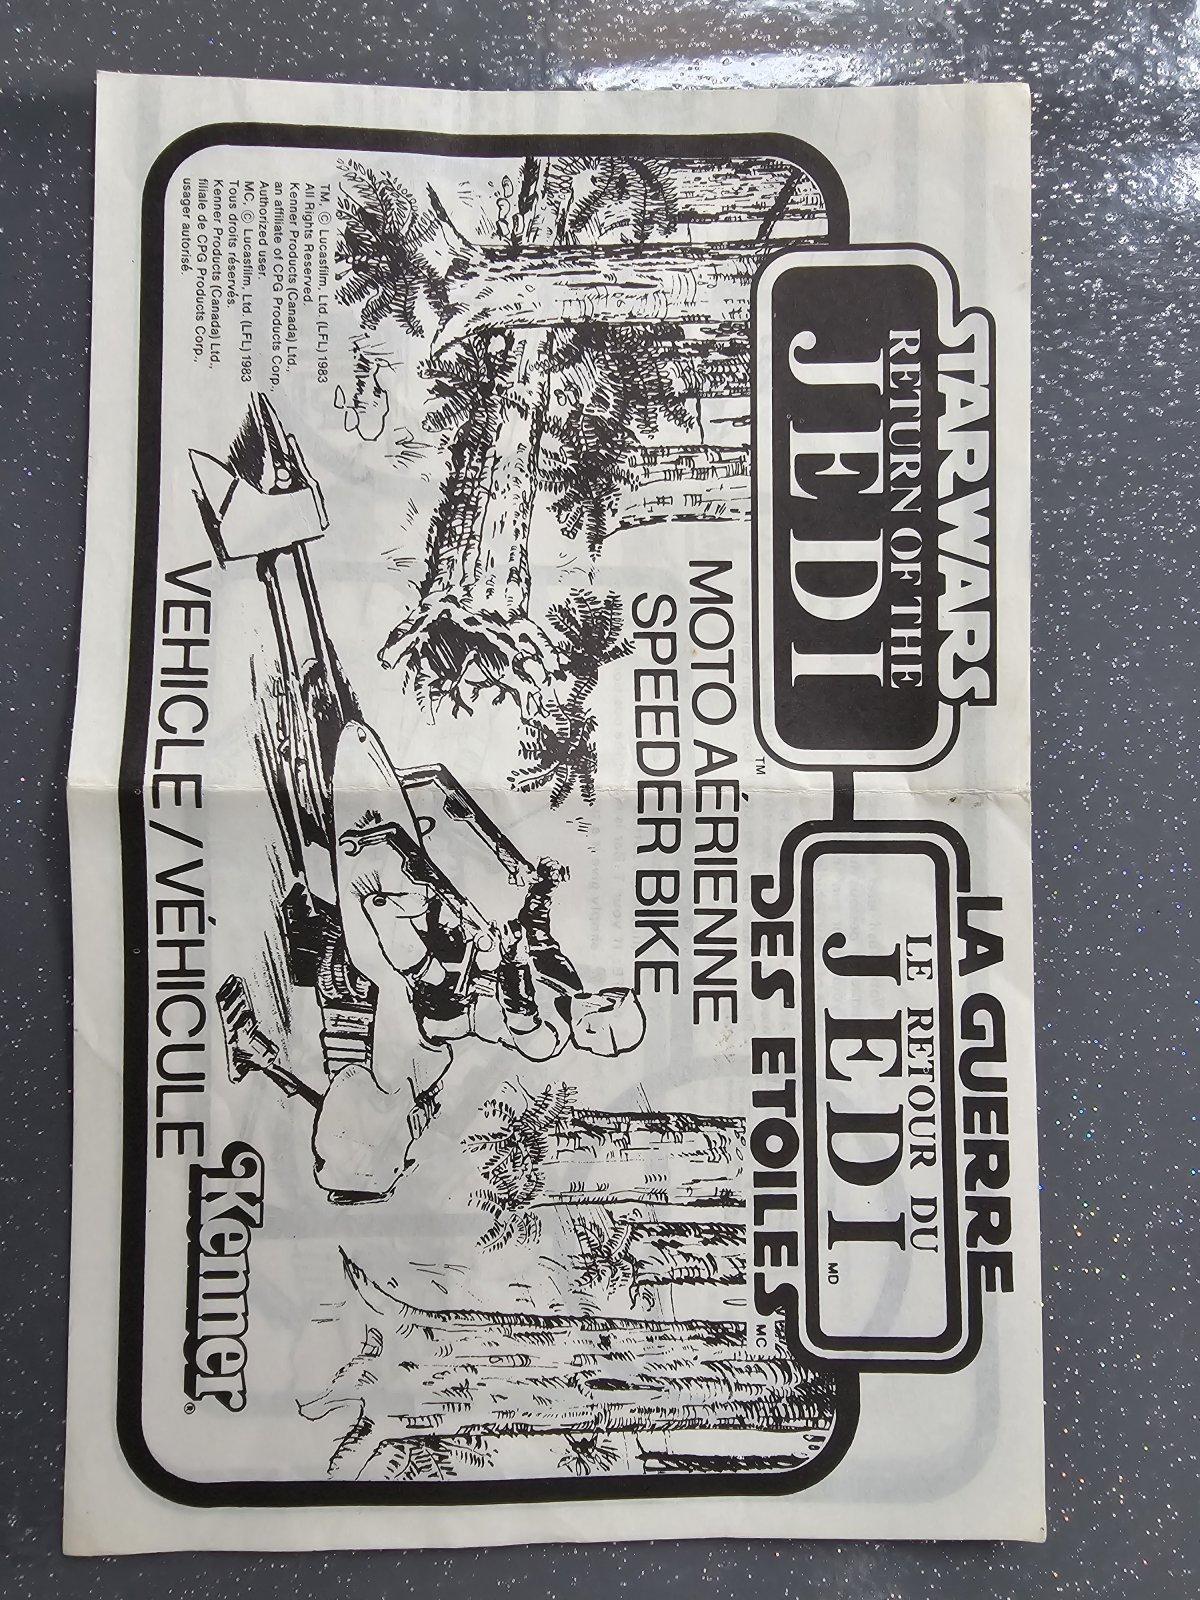 STAR WARS
RETURN OF THE
JEDI
TM
LA GUERRE
LE RETOUR DU
JEDI
MD
DES ETOILES
MC
MOTO AÉRIENNE
SPEEDER BIKE
TM, © Lucasfilm, Ltd. (LFL) 1983
All Rights Reserved.
Kenner Products (Canada) Ltd.,
an affiliate of CPG Products Corp.,
Authorized user.
MC, © Lucasfilm, Ltd. (LFL) 1983
Tous droits réservés.
Kenner Products (Canada) Ltd.,
filiale de CPG Products Corp.,
usager autorisé.
VEHICLE / VÉHICULE
Kenner®